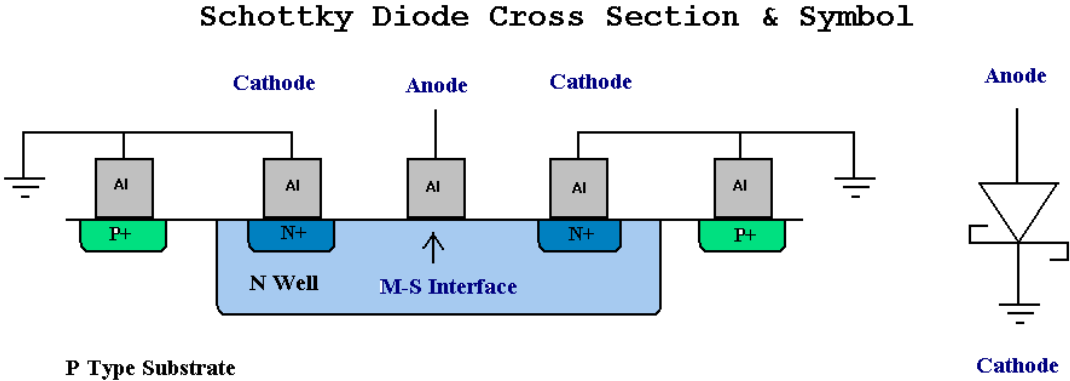 Schottky Diode Cross Section & Symbol
Cathode Anode Cathode Anode
Al Al Al Al Al
P+ N+ N+ P+
N Well M-S Interface
P Type Substrate Cathode